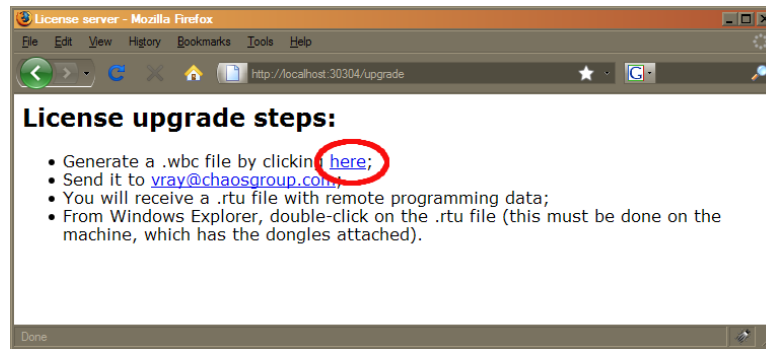 License server - Mozilla Firefox
File Edit View History Bookmarks Tools Help
http://localhost:30304/upgrade
G
License upgrade steps:
• Generate a .wbc file by clicking here;
• Send it to vray@chaosgroup.com;
• You will receive a .rtu file with remote programming data;
• From Windows Explorer, double-click on the .rtu file (this must be done on the
machine, which has the dongles attached).
Done